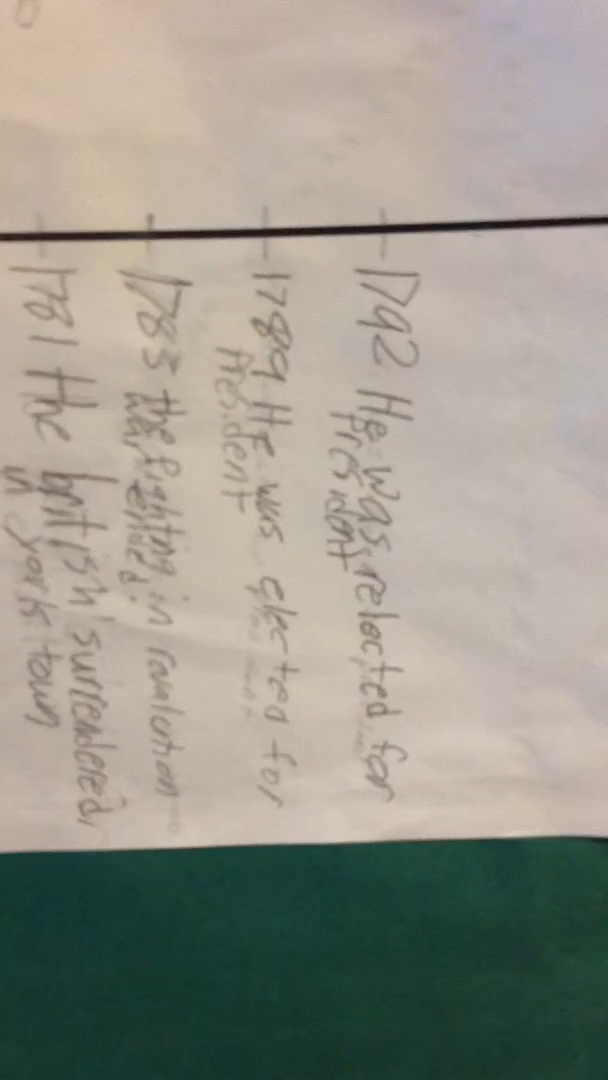 1792 He was relected for
President
1789 He was elected for
President
1783 the fighting in
war ended.
1781 the british surrendered,
in yorktown